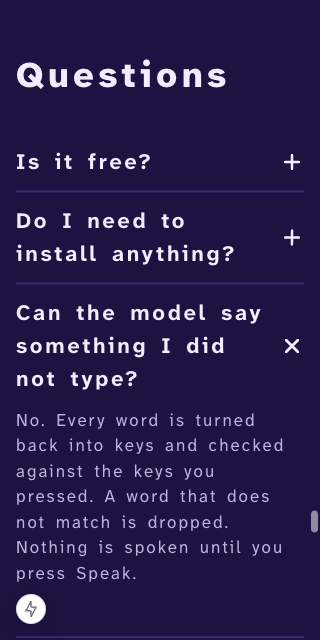 Questions
Is it free?
Do I need to
install anything?
Can the model say
something I did
not type?
No. Every word is turned
back into keys and checked
against the keys you
pressed. A word that does
not match is dropped.
Nothing is spoken until you
press Speak.